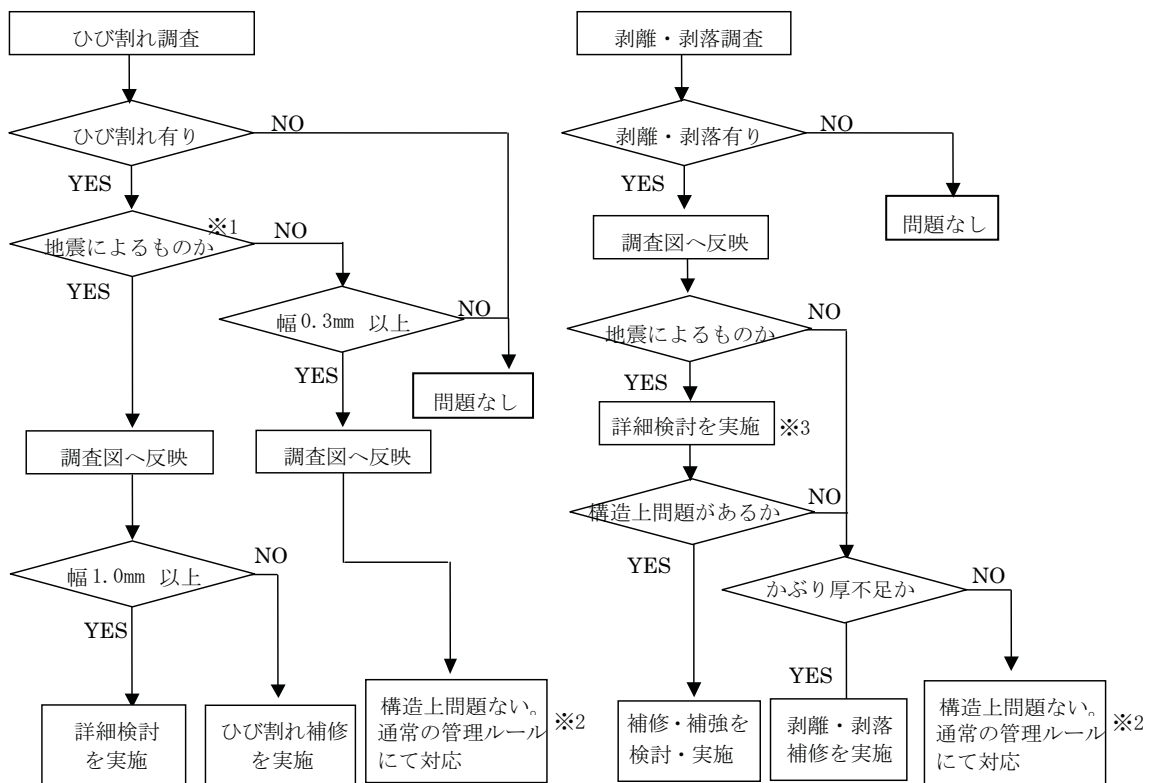 ひび割れ調査
ひび割れ有り
NO
YES
地震によるものか
※1
NO
YES
幅0.3mm 以上
NO
YES
問題なし
調査図へ反映
調査図へ反映
幅1.0mm 以上
NO
YES
詳細検討
を実施
ひび割れ補修
を実施
構造上問題ない。
通常の管理ルール
にて対応
※2
剥離・剥落調査
剥離・剥落有り
NO
YES
問題なし
調査図へ反映
地震によるものか
NO
YES
詳細検討を実施
※3
構造上問題があるか
NO
YES
かぶり厚不足か
NO
YES
補修・補強を
検討・実施
剥離・剥落
補修を実施
構造上問題ない。
通常の管理ルール
にて対応
※2